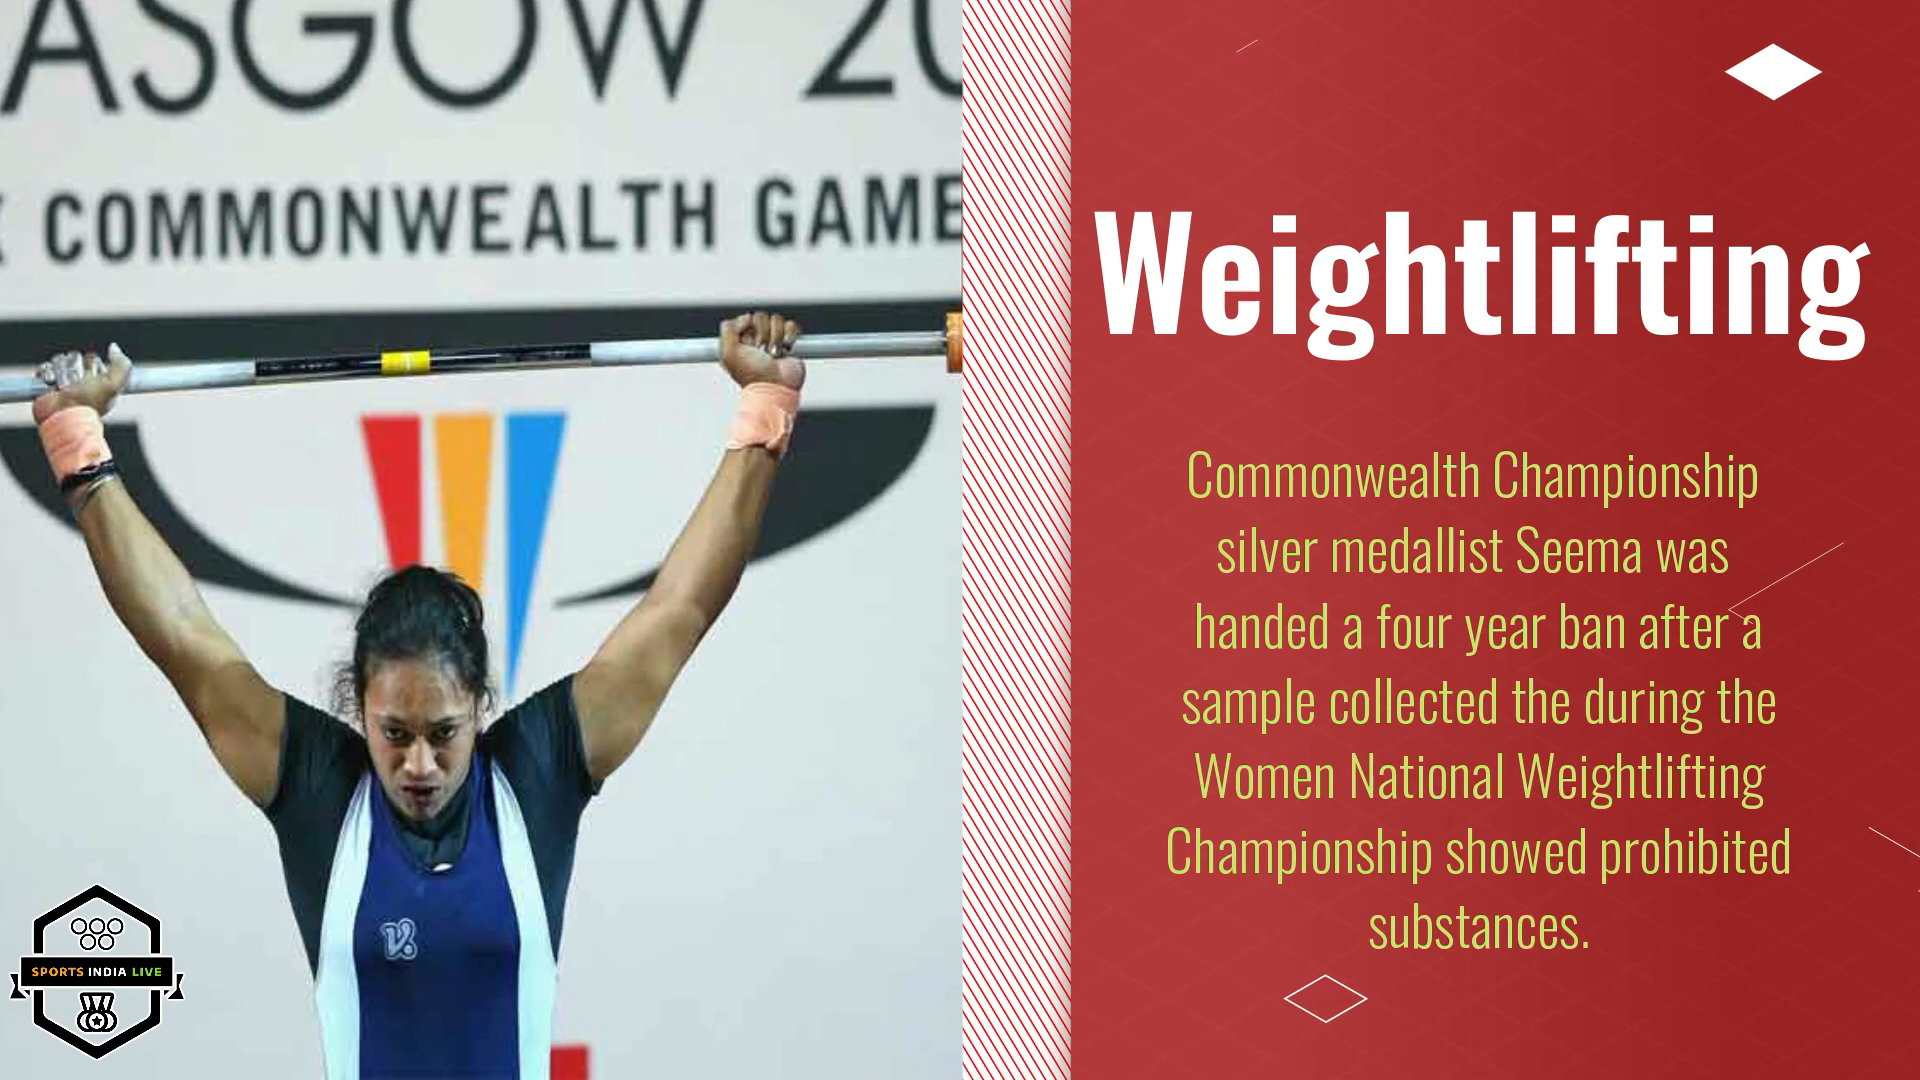 ASGOW 20
COMMONWEALTH GAME
Weightlifting
Commonwealth Championship
silver medallist Seema was
handed a four year ban after a
sample collected the during the
Women National Weightlifting
Championship showed prohibited
substances.
V.
SPORTS INDIA LIVE